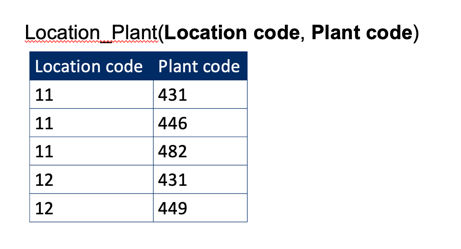 Location_Plant(Location code, Plant code)
Location code Plant code
11 431
11 446
11 482
12 431
12 449